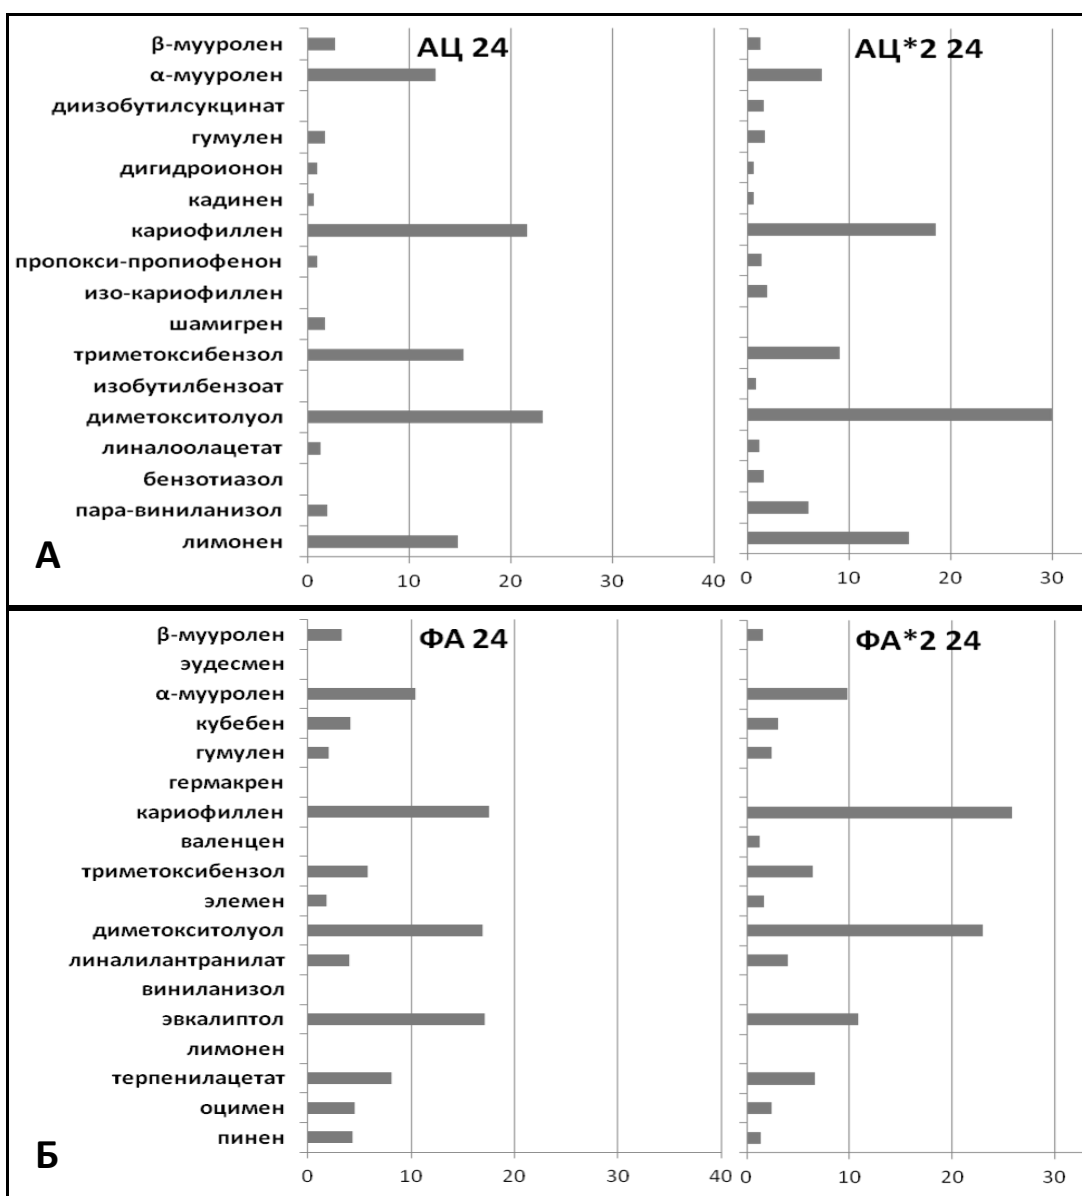 АЦ 24
АЦ*2 24
β-мууролен
α-мууролен
диизобутилсукцинат
гумулен
дигидроионон
кадинен
кариофиллен
пропокси-пропиофенон
изо-кариофиллен
шамигрен
триметоксибензол
изобутилбензоат
диметокситолуол
линалоолацетат
бензотиазол
пара-виниланизол
лимонен
А
0 10 20 30 40
0 10 20 30
ФА 24
ФА*2 24
β-мууролен
эудесмен
α-мууролен
кубебен
гумулен
гермакрен
кариофиллен
валенцен
триметоксибензол
элемен
диметокситолуол
линалилантранилат
виниланизол
эвкалиптол
лимонен
терпенилацетат
оцимен
пинен
Б
0 10 20 30 40
0 10 20 30